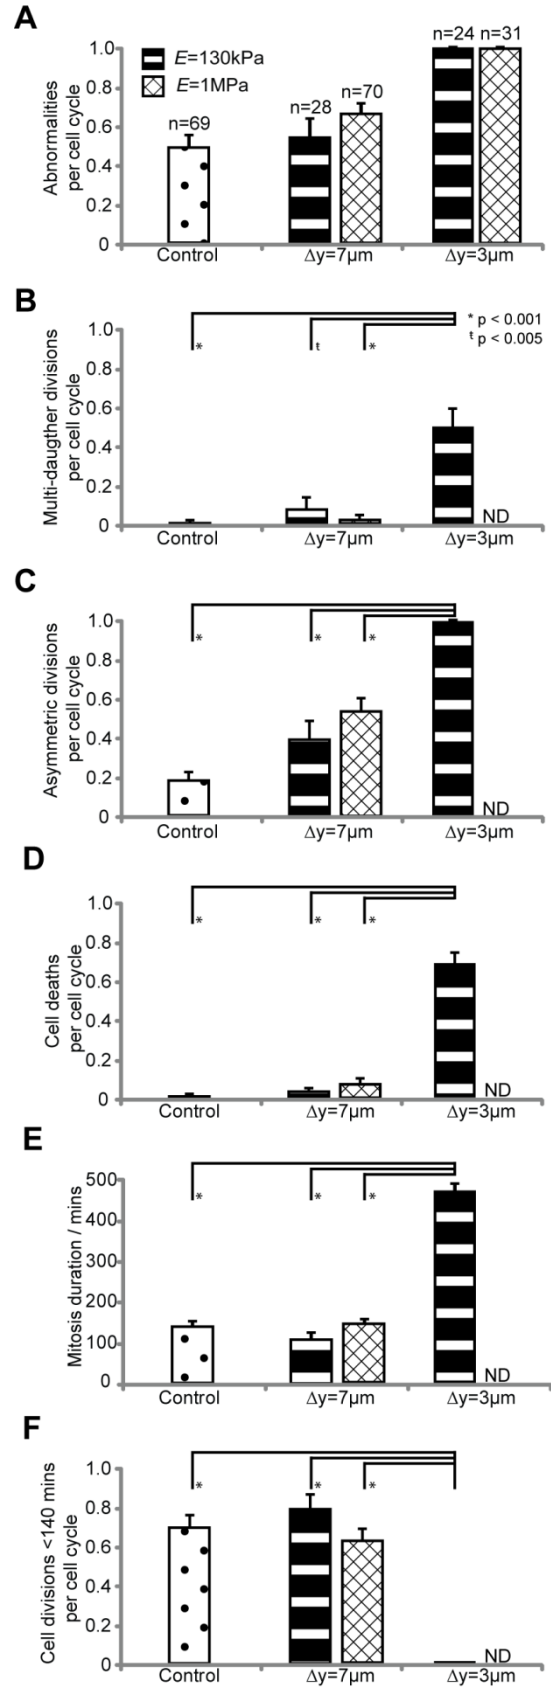 A
n=24 n=31
1.0
E=130kPa
E=1MPa
n=70
0.8
n=28
n=69
0.6
0.4
0.2
0
Abnormalities
per cell cycle
Control
Δy=7µm
Δy=3µm
B
* p < 0.001
ŧ p < 0.005
1.0
* ŧ *
0.8
0.6
0.4
0.2
0
Multi-daugther divisions
per cell cycle
ND
Control
Δy=7µm
Δy=3µm
C
1.0
* * *
0.8
0.6
0.4
0.2
0
Asymmetric divisions
per cell cycle
ND
Control
Δy=7µm
Δy=3µm
D
1.0
* * *
0.8
0.6
0.4
0.2
0
Cell deaths
per cell cycle
ND
Control
Δy=7µm
Δy=3µm
E
500
* * *
400
300
200
100
0
Mitosis duration / mins
ND
Control
Δy=7µm
Δy=3µm
F
1.0
* * *
0.8
0.6
0.4
0.2
0
Cell divisions <140 mins
per cell cycle
ND
Control
Δy=7µm
Δy=3µm